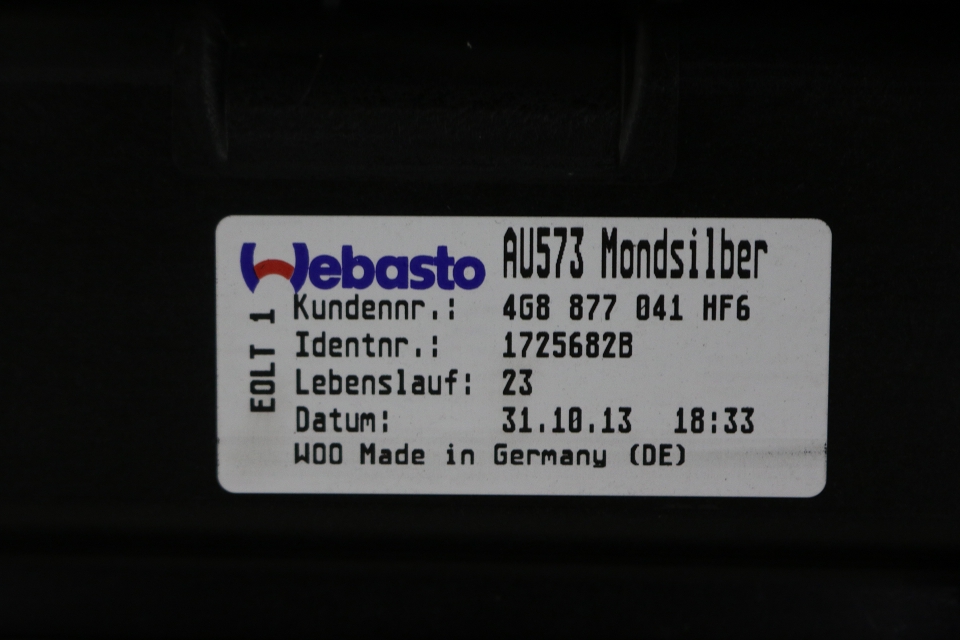 Webasto AU573 Mondsilber
Kundennr.: 4G8 877 041 HF6
Identnr.: 1725682B
Lebenslauf: 23
Datum: 31.10.13 18:33
WOO Made in Germany (DE)
EOLT 1